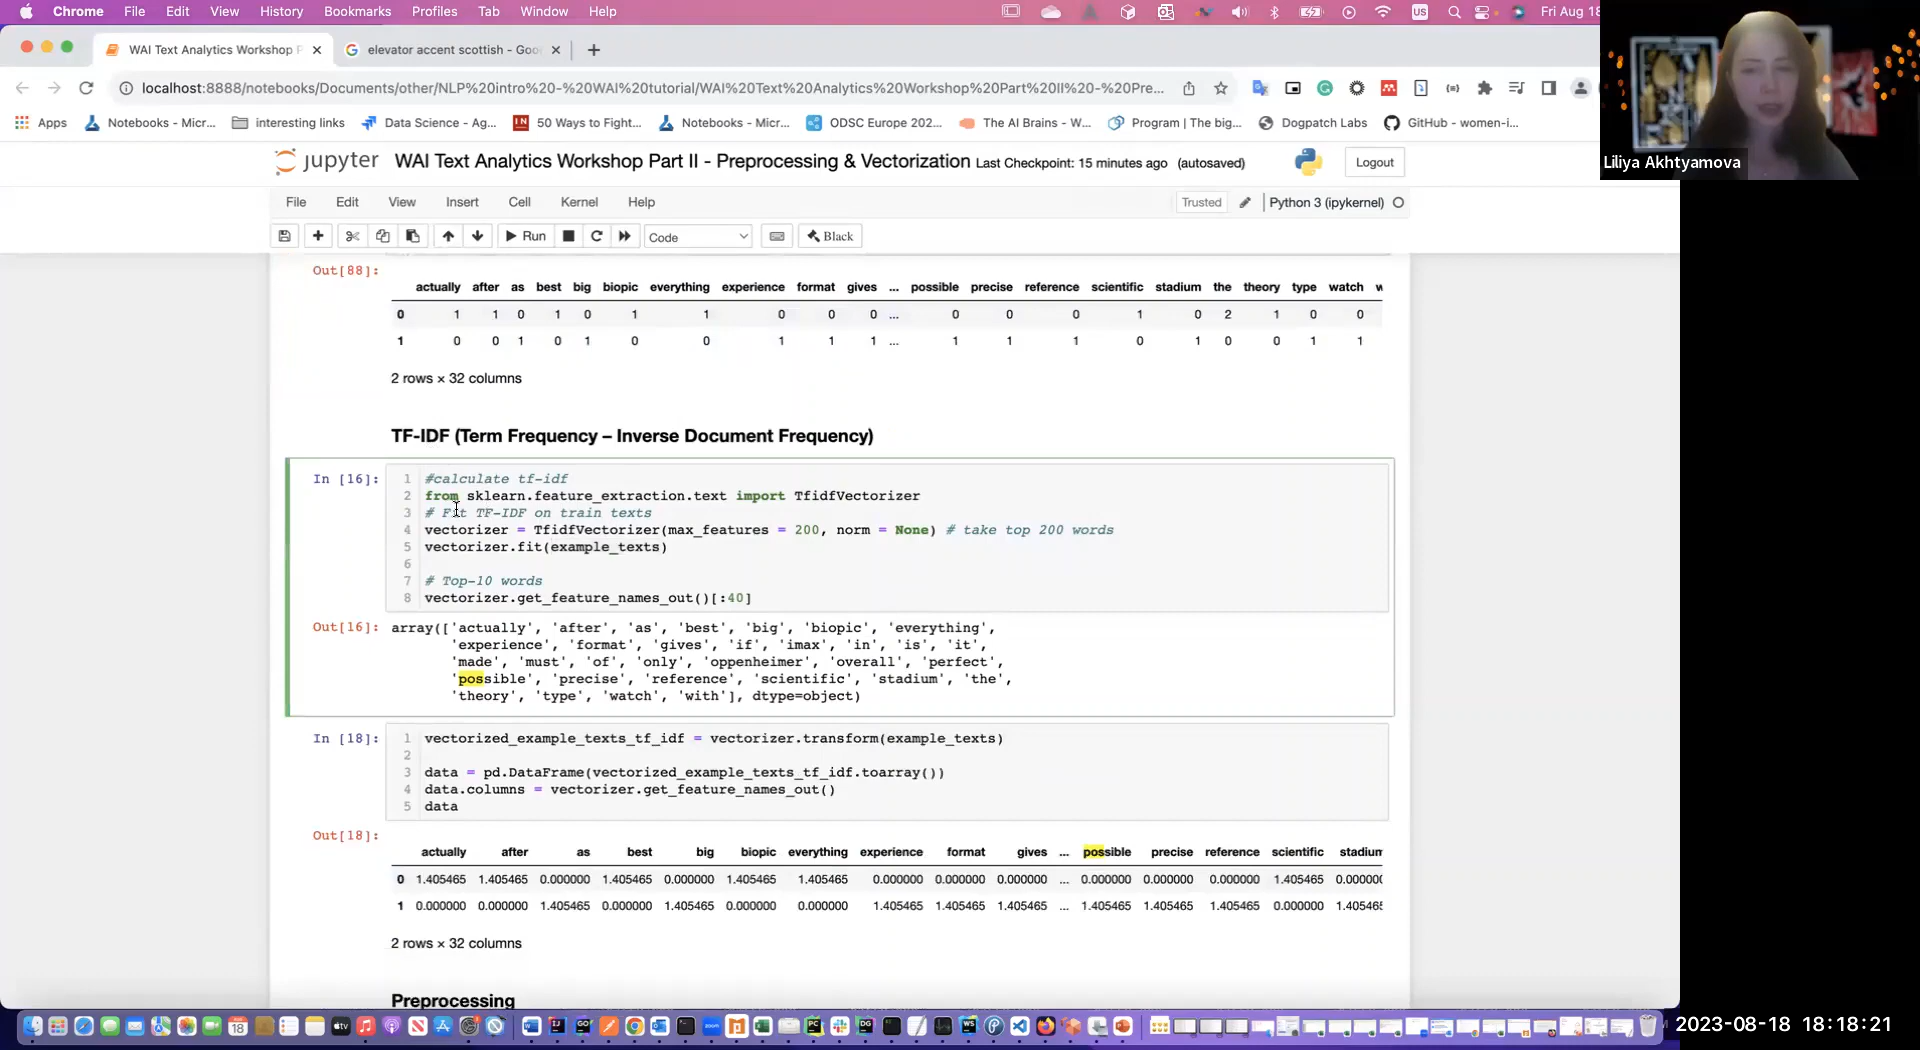 Chrome File Edit View History Bookmarks Profiles Tab Window Help
US
Fri Aug 18
WAI Text Analytics Workshop P
elevator accent scottish - Goo
localhost:8888/notebooks/Documents/other/NLP%20intro%20-%20WAI%20tutorial/WAI%20Text%20Analytics%20Workshop%20Part%20II%20-%20Pre...
Apps Notebooks - Micr... interesting links Data Science - Ag... 50 Ways to Fight... Notebooks - Micr... ODSC Europe 202... The AI Brains - W... Program | The big... Dogpatch Labs GitHub - women-i...
Liliya Akhtyamova
jupyter WAI Text Analytics Workshop Part II - Preprocessing & Vectorization Last Checkpoint: 15 minutes ago (autosaved)
Logout
File Edit View Insert Cell Kernel Help
Trusted Python 3 (ipykernel)
Run Code Black
Out[88]:
actually after as best big biopic everything experience format gives ... possible precise reference scientific stadium the theory type watch w
0 1 1 0 1 0 1 1 0 0 0 ... 0 0 0 1 0 2 1 0 0
1 0 0 1 0 1 0 0 1 1 1 ... 1 1 1 0 1 0 0 1 1
2 rows × 32 columns
TF-IDF (Term Frequency – Inverse Document Frequency)
In [16]: 1 #calculate tf-idf
2 from sklearn.feature_extraction.text import TfidfVectorizer
3 # Fit TF-IDF on train texts
4 vectorizer = TfidfVectorizer(max_features = 200, norm = None) # take top 200 words
5 vectorizer.fit(example_texts)
6
7 # Top-10 words
8 vectorizer.get_feature_names_out()[:40]
Out[16]: array(['actually', 'after', 'as', 'best', 'big', 'biopic', 'everything',
'experience', 'format', 'gives', 'if', 'imax', 'in', 'is', 'it',
'made', 'must', 'of', 'only', 'oppenheimer', 'overall', 'perfect',
'possible', 'precise', 'reference', 'scientific', 'stadium', 'the',
'theory', 'type', 'watch', 'with'], dtype=object)
In [18]: 1 vectorized_example_texts_tf_idf = vectorizer.transform(example_texts)
2
3 data = pd.DataFrame(vectorized_example_texts_tf_idf.toarray())
4 data.columns = vectorizer.get_feature_names_out()
5 data
Out[18]:
actually after as best big biopic everything experience format gives ... possible precise reference scientific stadium
0 1.405465 1.405465 0.000000 1.405465 0.000000 1.405465 1.405465 0.000000 0.000000 0.000000 ... 0.000000 0.000000 0.000000 1.405465 0.00000
1 0.000000 0.000000 1.405465 0.000000 1.405465 0.000000 0.000000 1.405465 1.405465 1.405465 ... 1.405465 1.405465 1.405465 0.000000 1.40546
2 rows × 32 columns
Preprocessing
2023-08-18 18:18:21